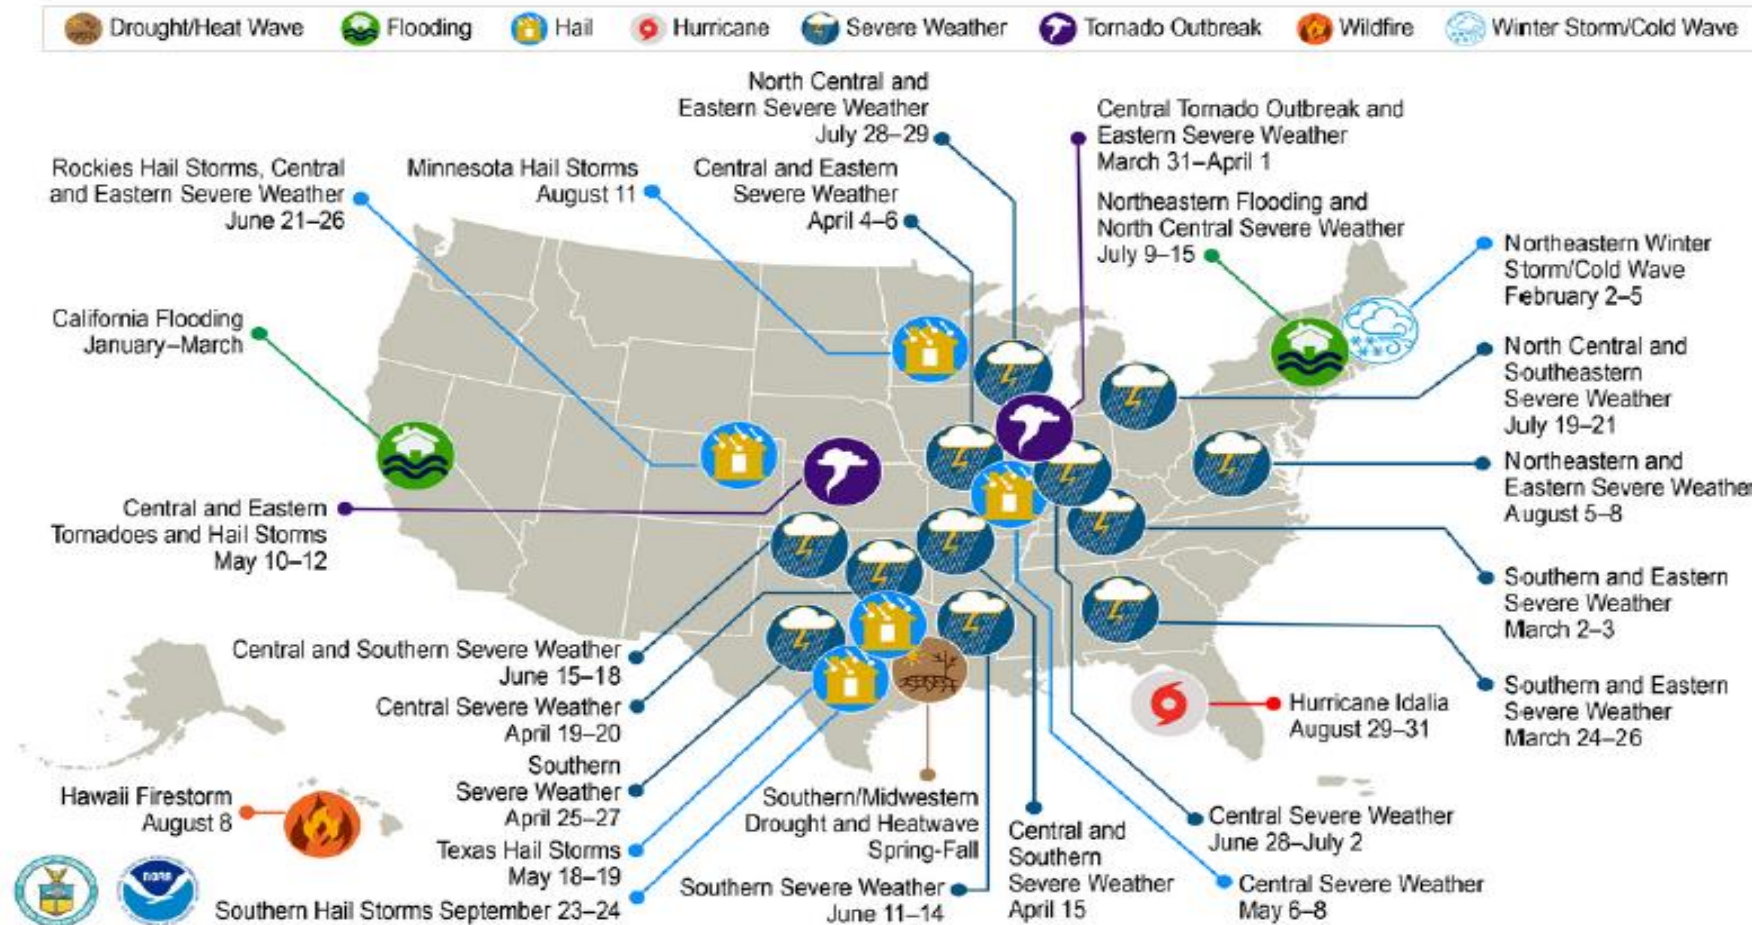 Drought/Heat Wave
Flooding
Hail
Hurricane
Severe Weather
Tornado Outbreak
Wildfire
Winter Storm/Cold Wave
North Central and
Eastern Severe Weather
July 28–29
Central Tornado Outbreak and
Eastern Severe Weather
March 31–April 1
Rockies Hail Storms, Central
and Eastern Severe Weather
June 21–26
Minnesota Hail Storms
August 11
Central and Eastern
Severe Weather
April 4–6
Northeastern Flooding and
North Central Severe Weather
July 9–15
Northeastern Winter
Storm/Cold Wave
February 2–5
California Flooding
January–March
North Central and
Southeastern
Severe Weather
July 19–21
Northeastern and
Eastern Severe Weather
August 5–8
Central and Eastern
Tornadoes and Hail Storms
May 10–12
Southern and Eastern
Severe Weather
March 2–3
Central and Southern Severe Weather
June 15–18
Southern and Eastern
Severe Weather
March 24–26
Central Severe Weather
April 19–20
Hurricane Idalia
August 29–31
Southern
Severe Weather
April 25–27
Hawaii Firestorm
August 8
Southern/Midwestern
Drought and Heatwave
Spring-Fall
Central and
Southern
Severe Weather
April 15
Central Severe Weather
June 28–July 2
Texas Hail Storms
May 18–19
Southern Severe Weather
June 11–14
Central Severe Weather
May 6–8
Southern Hail Storms September 23–24
noaa